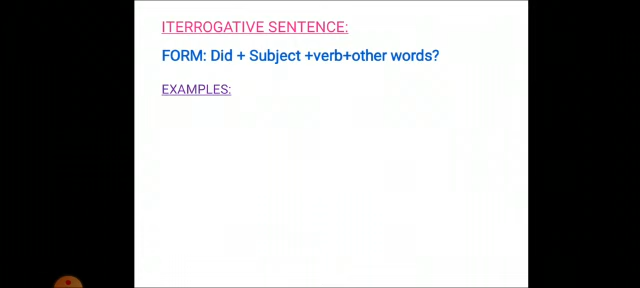 ITERROGATIVE SENTENCE:
FORM: Did + Subject +verb+other words?
EXAMPLES: